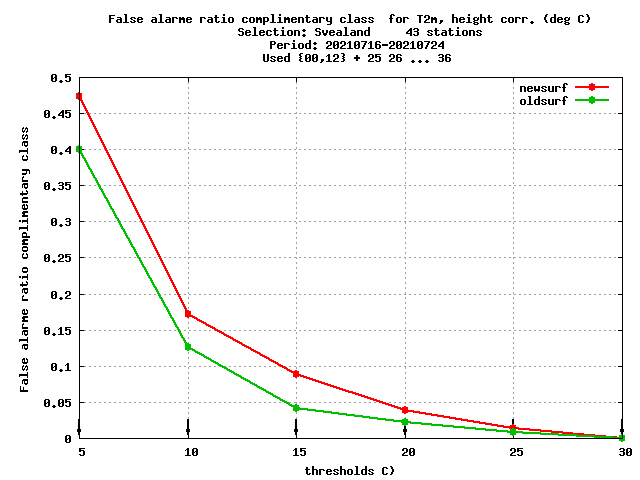 False alarme ratio complimentary class  for T2m, height corr. (deg C)
Selection: Svealand     43 stations
Period: 20210716-20210724
Used {00,12} + 25 26 ... 36
newsurf
oldsurf
False alarme ratio complimentary class
0.5
0.45
0.4
0.35
0.3
0.25
0.2
0.15
0.1
0.05
0
5 10 15 20 25 30
thresholds C)